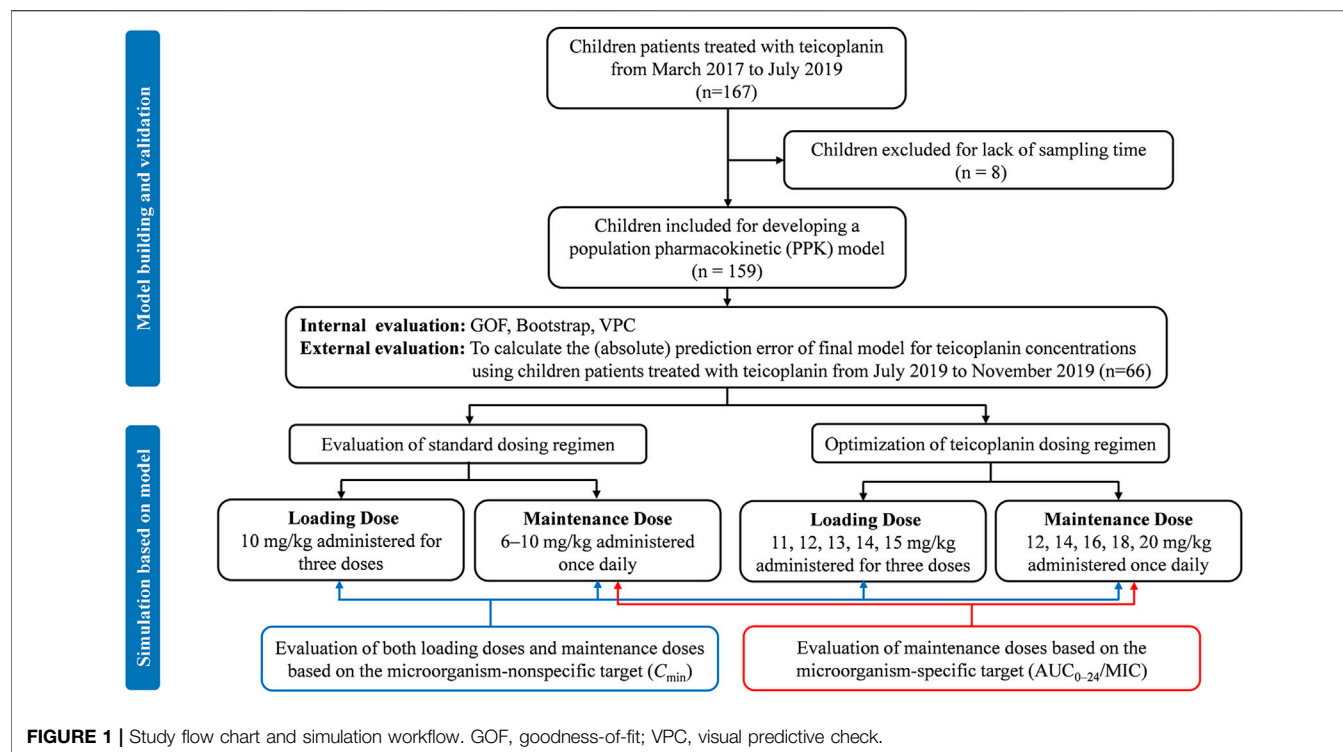 Model building and validation
Children patients treated with teicoplanin
from March 2017 to July 2019
(n=167)
Children excluded for lack of sampling time
(n = 8)
Children included for developing a
population pharmacokinetic (PPK) model
(n = 159)
Internal evaluation: GOF, Bootstrap, VPC
External evaluation: To calculate the (absolute) prediction error of final model for teicoplanin concentrations
using children patients treated with teicoplanin from July 2019 to November 2019 (n=66)
Simulation based on model
Evaluation of standard dosing regimen
Optimization of teicoplanin dosing regimen
Loading Dose
10 mg/kg administered for
three doses
Maintenance Dose
6–10 mg/kg administered
once daily
Loading Dose
11, 12, 13, 14, 15 mg/kg
administered for three doses
Maintenance Dose
12, 14, 16, 18, 20 mg/kg
administered once daily
Evaluation of both loading doses and maintenance doses
based on the microorganism-nonspecific target (Cmin)
Evaluation of maintenance doses based on the
microorganism-specific target (AUC0–24/MIC)
FIGURE 1 | Study flow chart and simulation workflow. GOF, goodness-of-fit; VPC, visual predictive check.